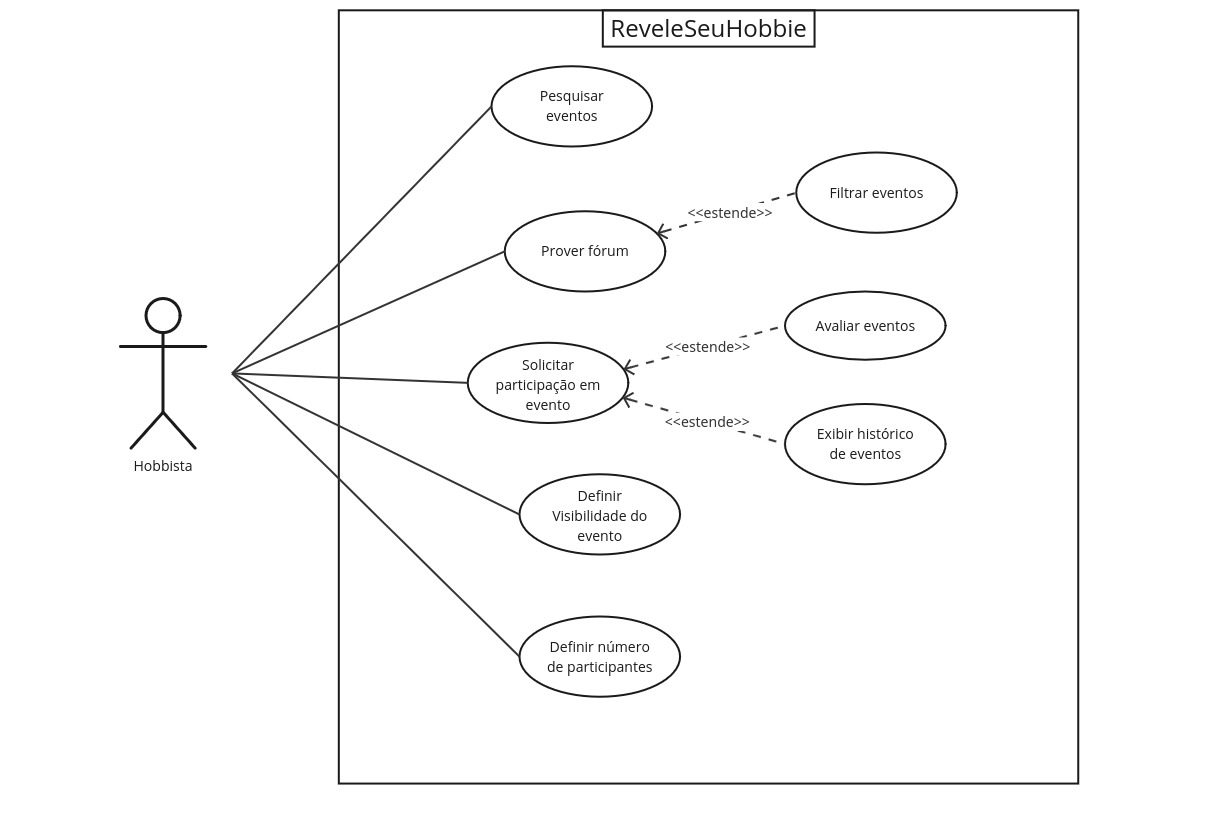 ReveleSeuHobbie
Pesquisar
eventos
Filtrar eventos
<<estende>>
Prover fórum
Avaliar eventos
<<estende>>
Solicitar
participação em
evento
<<estende>>
Exibir histórico
de eventos
Hobbista
Definir
Visibilidade do
evento
Definir número
de participantes